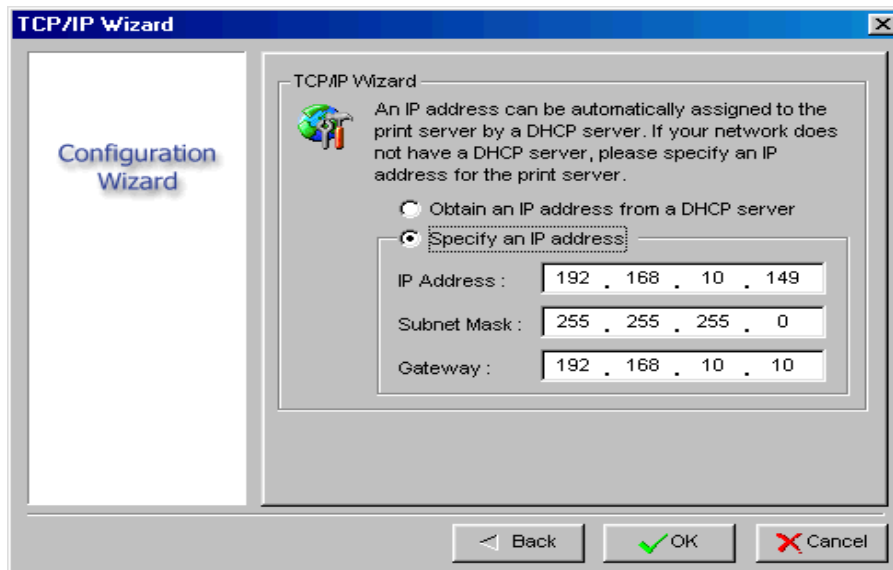 TCP/IP Wizard
Configuration
Wizard
TCP/IP Wizard
An IP address can be automatically assigned to the
print server by a DHCP server. If your network does
not have a DHCP server, please specify an IP
address for the print server.
Obtain an IP address from a DHCP server
Specify an IP address
IP Address : 192 . 168 . 10 . 149
Subnet Mask : 255 . 255 . 255 . 0
Gateway : 192 . 168 . 10 . 10
Back OK Cancel